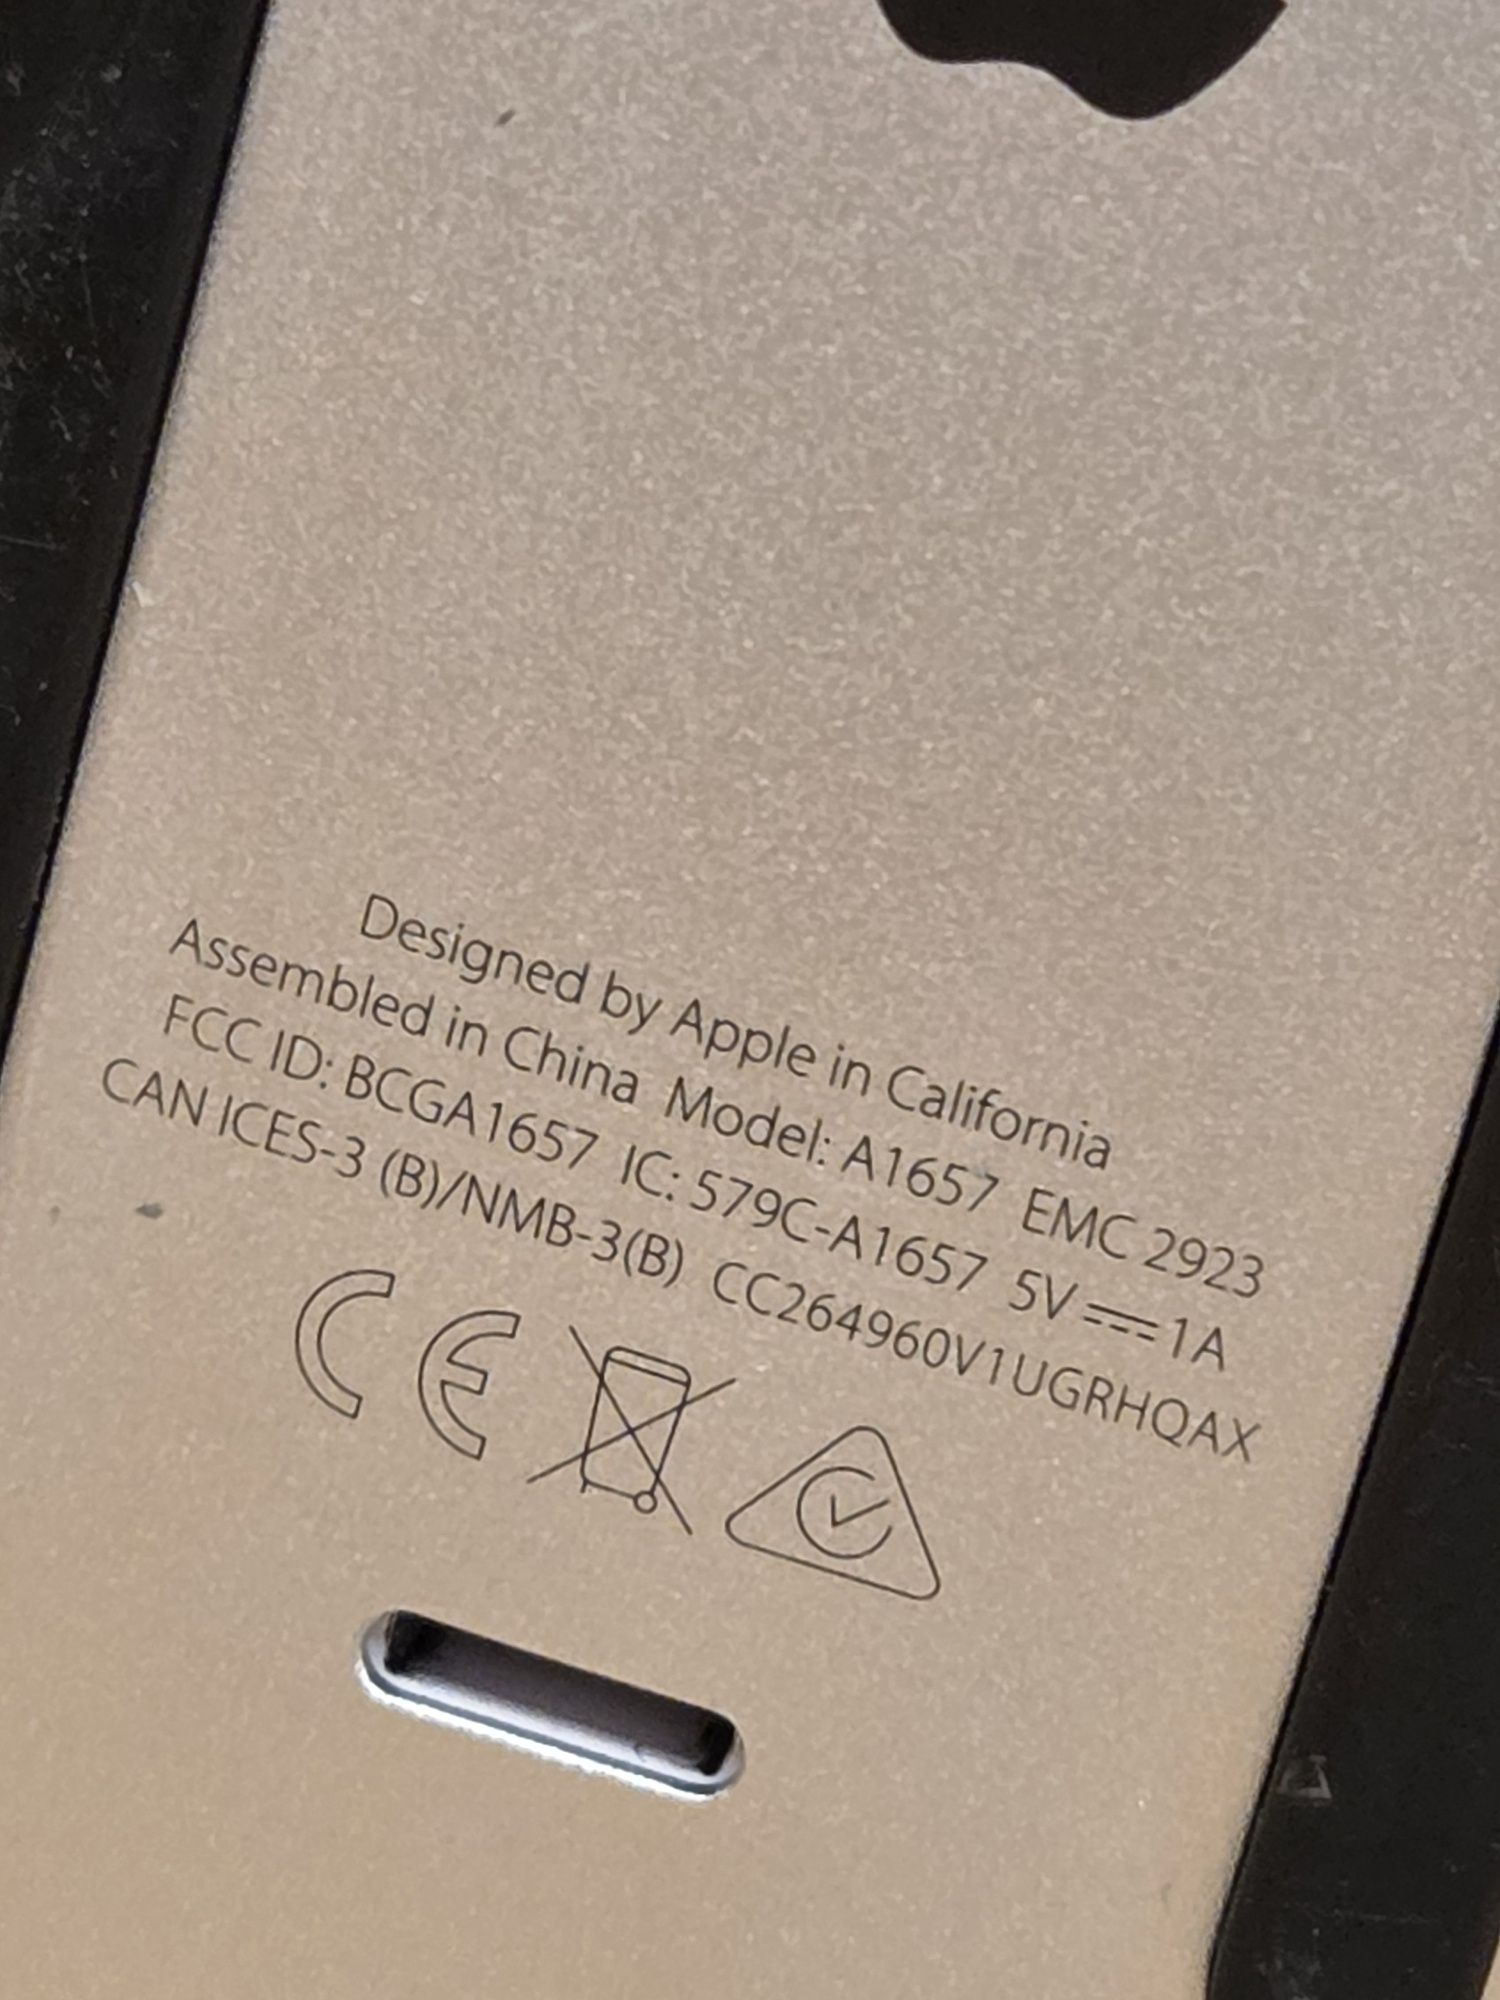 Designed by Apple in California
Assembled in China Model: A1657 EMC 2923
FCC ID: BCGA1657 IC: 579C-A1657 5V⎓1A
CAN ICES-3 (B)/NMB-3(B) CC264960V1UGRHQAX
CE